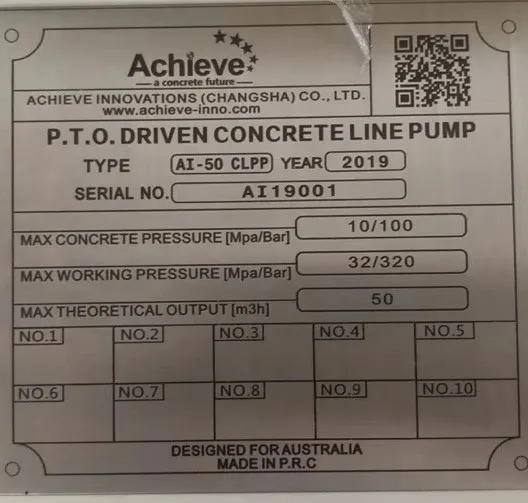 Achieve
a concrete future
ACHIEVE INNOVATIONS (CHANGSHA) CO., LTD.
www.achieve-inno.com
P.T.O. DRIVEN CONCRETE LINE PUMP
TYPE AI-50 CLPP YEAR 2019
SERIAL NO. AI19001
MAX CONCRETE PRESSURE [Mpa/Bar] 10/100
MAX WORKING PRESSURE [Mpa/Bar] 32/320
MAX THEORETICAL OUTPUT [m3h] 50
NO.1 NO.2 NO.3 NO.4 NO.5
NO.6 NO.7 NO.8 NO.9 NO.10
DESIGNED FOR AUSTRALIA
MADE IN P.R.C